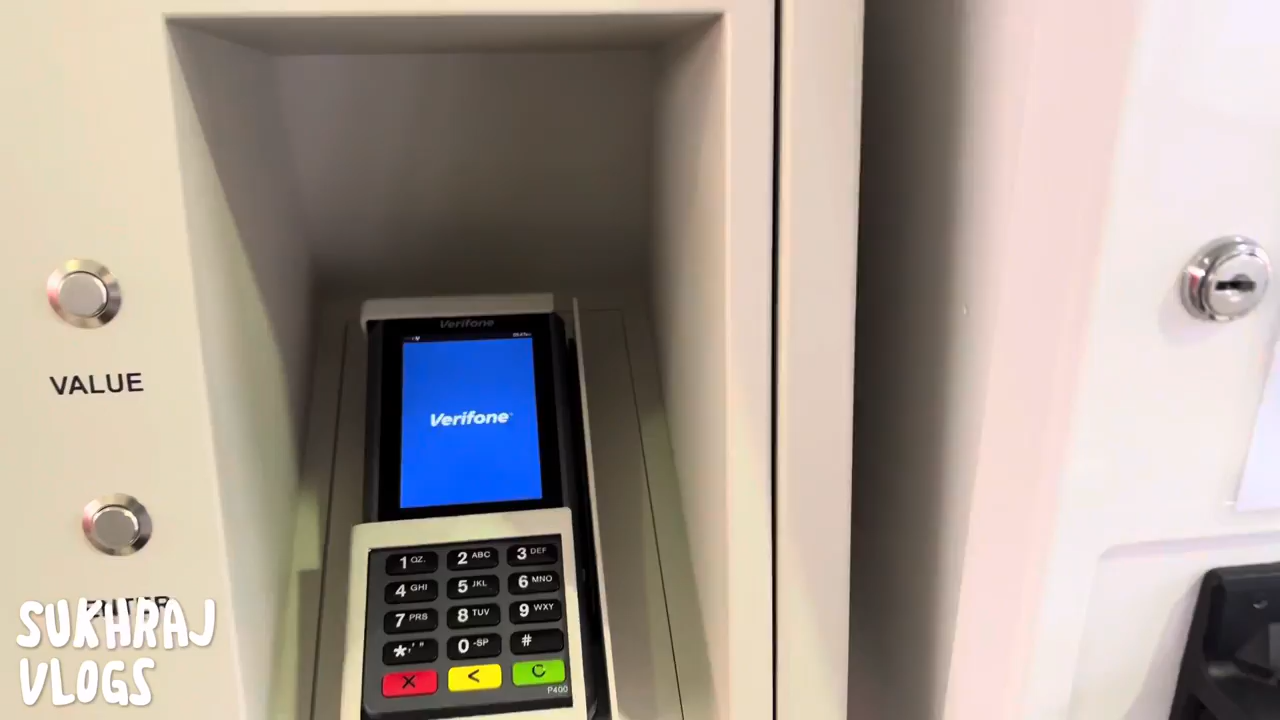 Verifone
Verifone
VALUE
ENTER
1 QZ.
2 ABC
3 DEF
4 GHI
5 JKL
6 MNO
7 PRS
8 TUV
9 WXY
*,'"
0 -SP
#
X
<
P400
SUKHRAJ
VLOGS